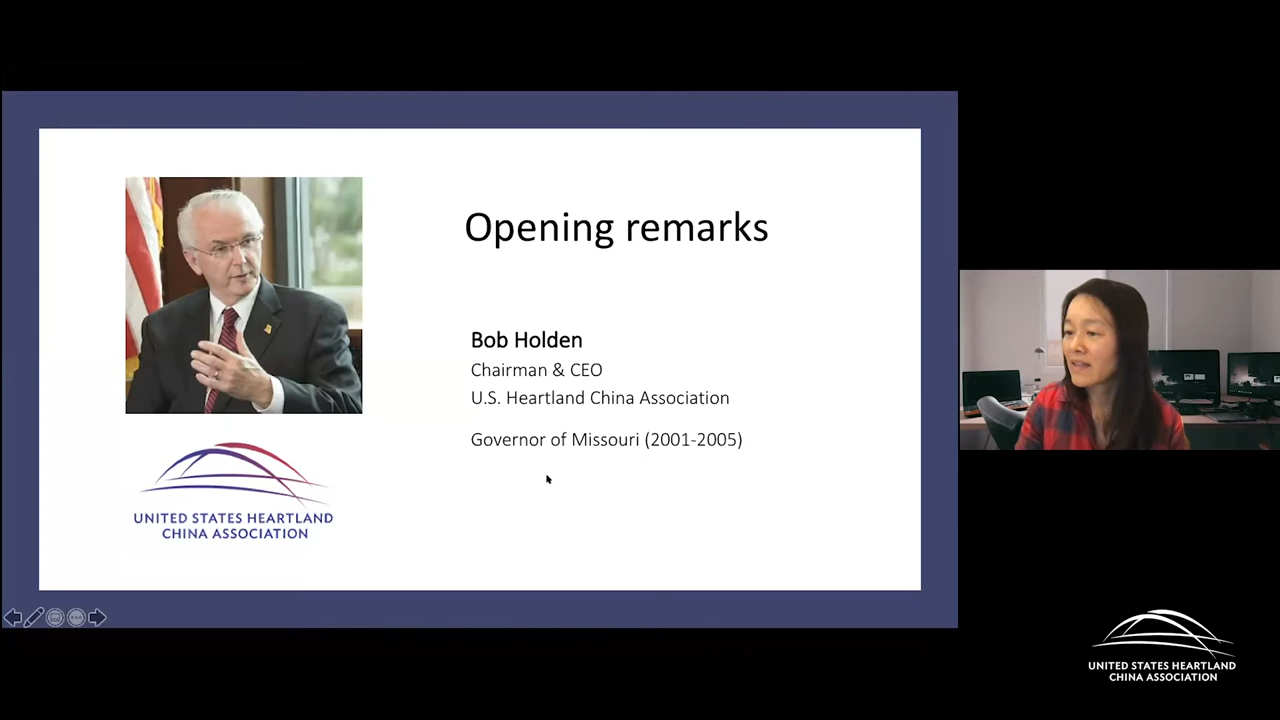 Opening remarks
Bob Holden
Chairman & CEO
U.S. Heartland China Association
Governor of Missouri (2001-2005)
UNITED STATES HEARTLAND
CHINA ASSOCIATION
UNITED STATES HEARTLAND
CHINA ASSOCIATION